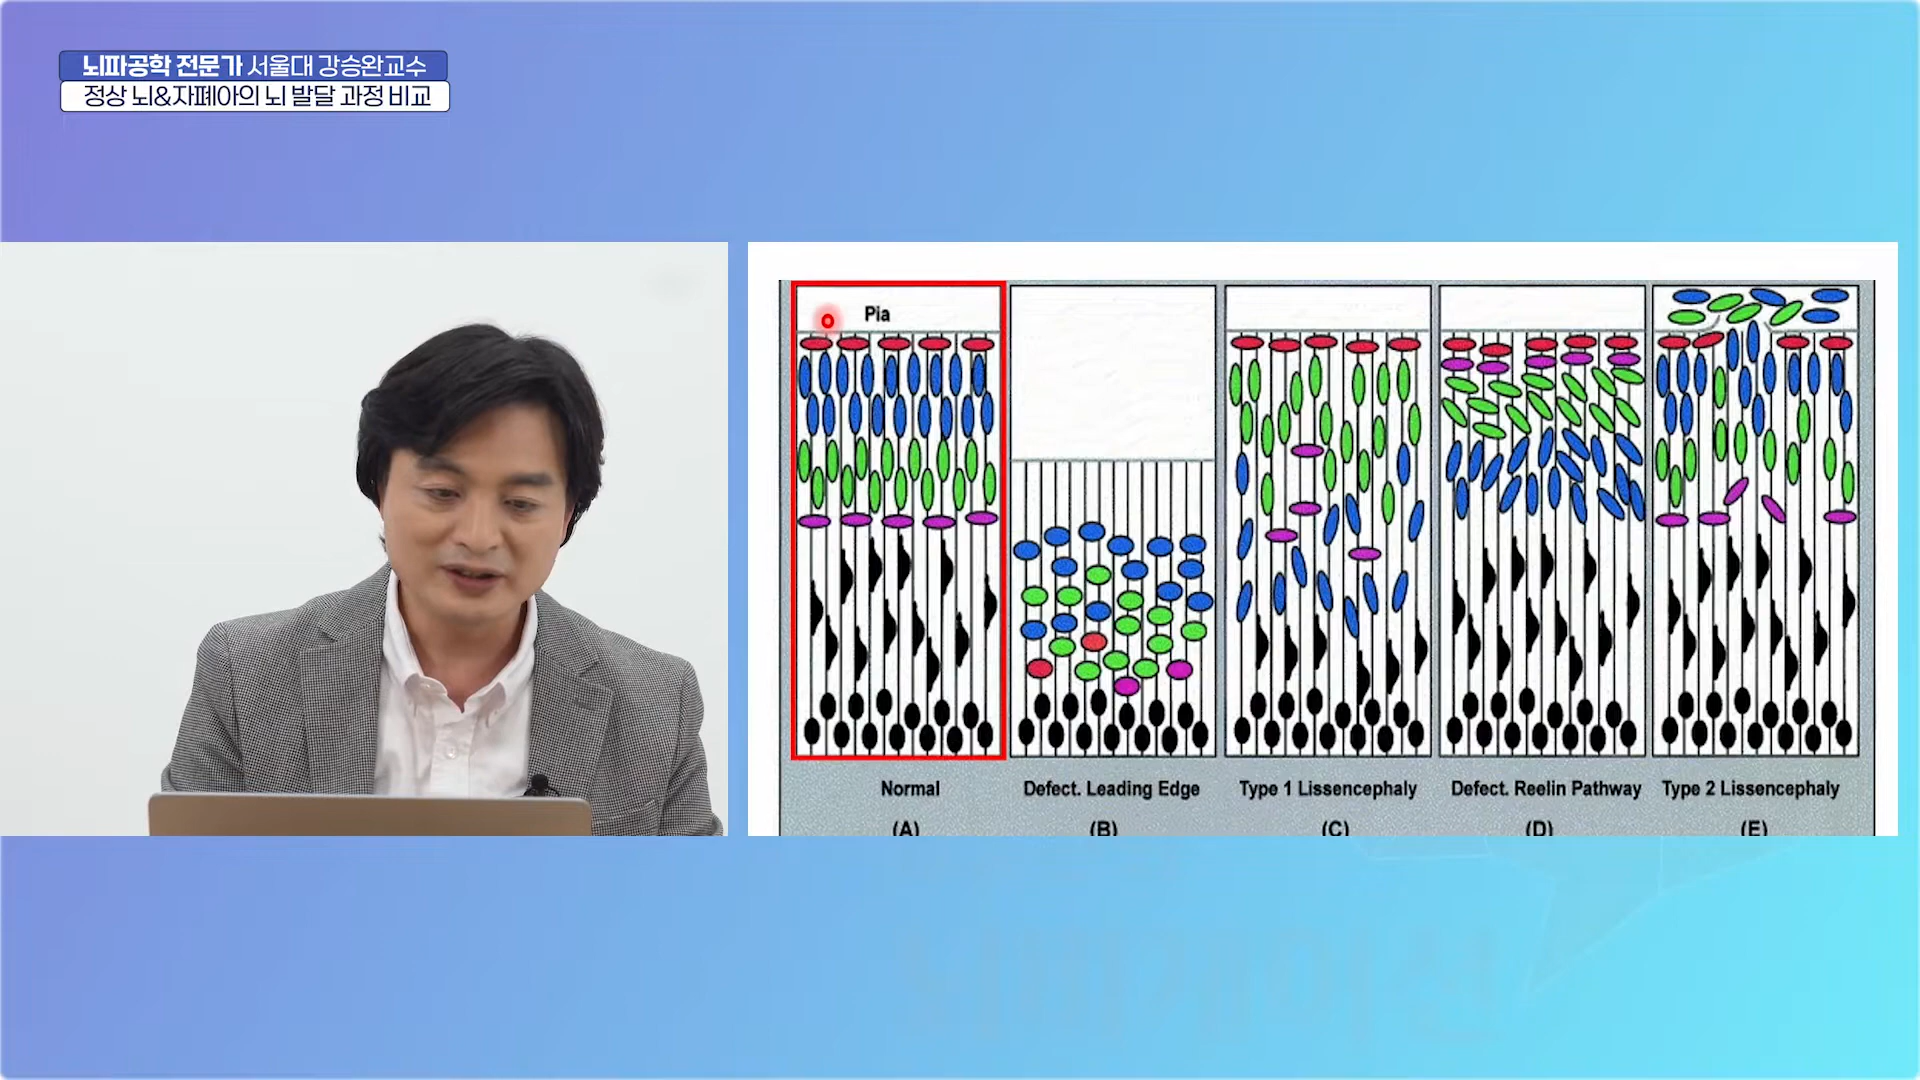 뇌파공학 전문가 서울대 강승완교수
정상 뇌&자폐아의 뇌 발달 과정 비교
Pia
Normal
Defect. Leading Edge
Type 1 Lissencephaly
Defect. Reelin Pathway
Type 2 Lissencephaly
(A)
(B)
(C)
(D)
(E)